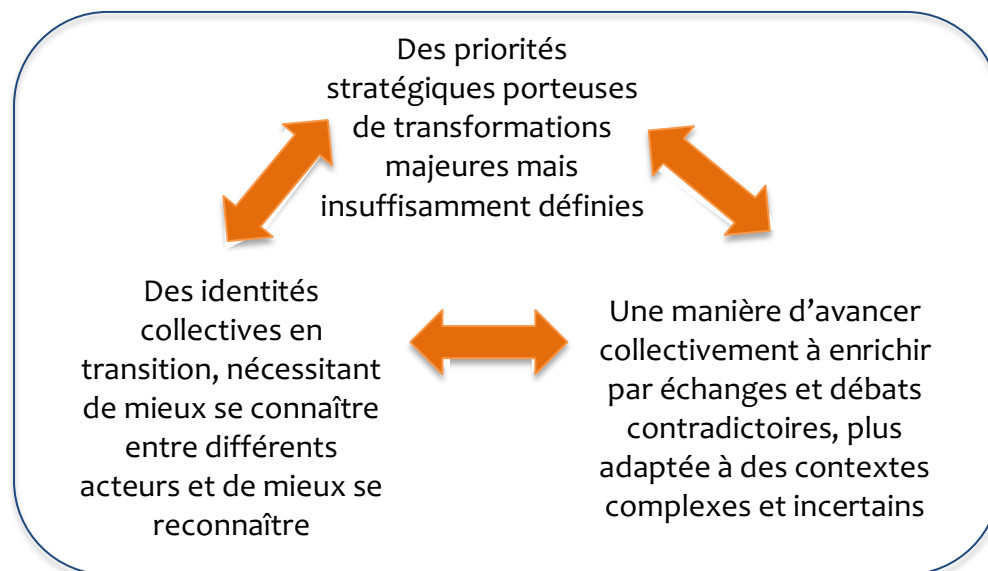 Des priorités
stratégiques porteuses
de transformations
majeures mais
insuffisamment définies
Des identités
collectives en
transition, nécessitant
de mieux se connaître
entre différents
acteurs et de mieux se
reconnaître
Une manière d’avancer
collectivement à enrichir
par échanges et débats
contradictoires, plus
adaptée à des contextes
complexes et incertains